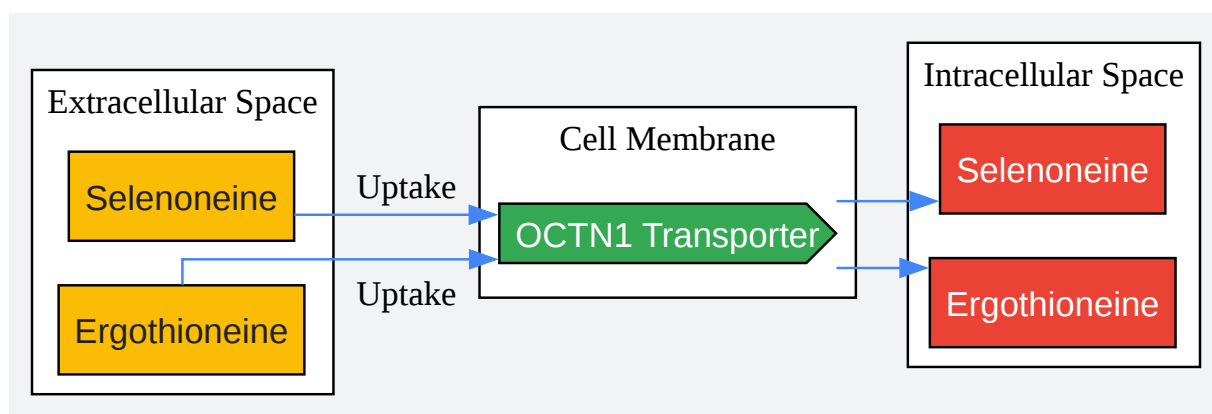 Extracellular Space
Selenoneine
Ergothioneine
Uptake
Uptake
Cell Membrane
OCTN1 Transporter
Intracellular Space
Selenoneine
Ergothioneine